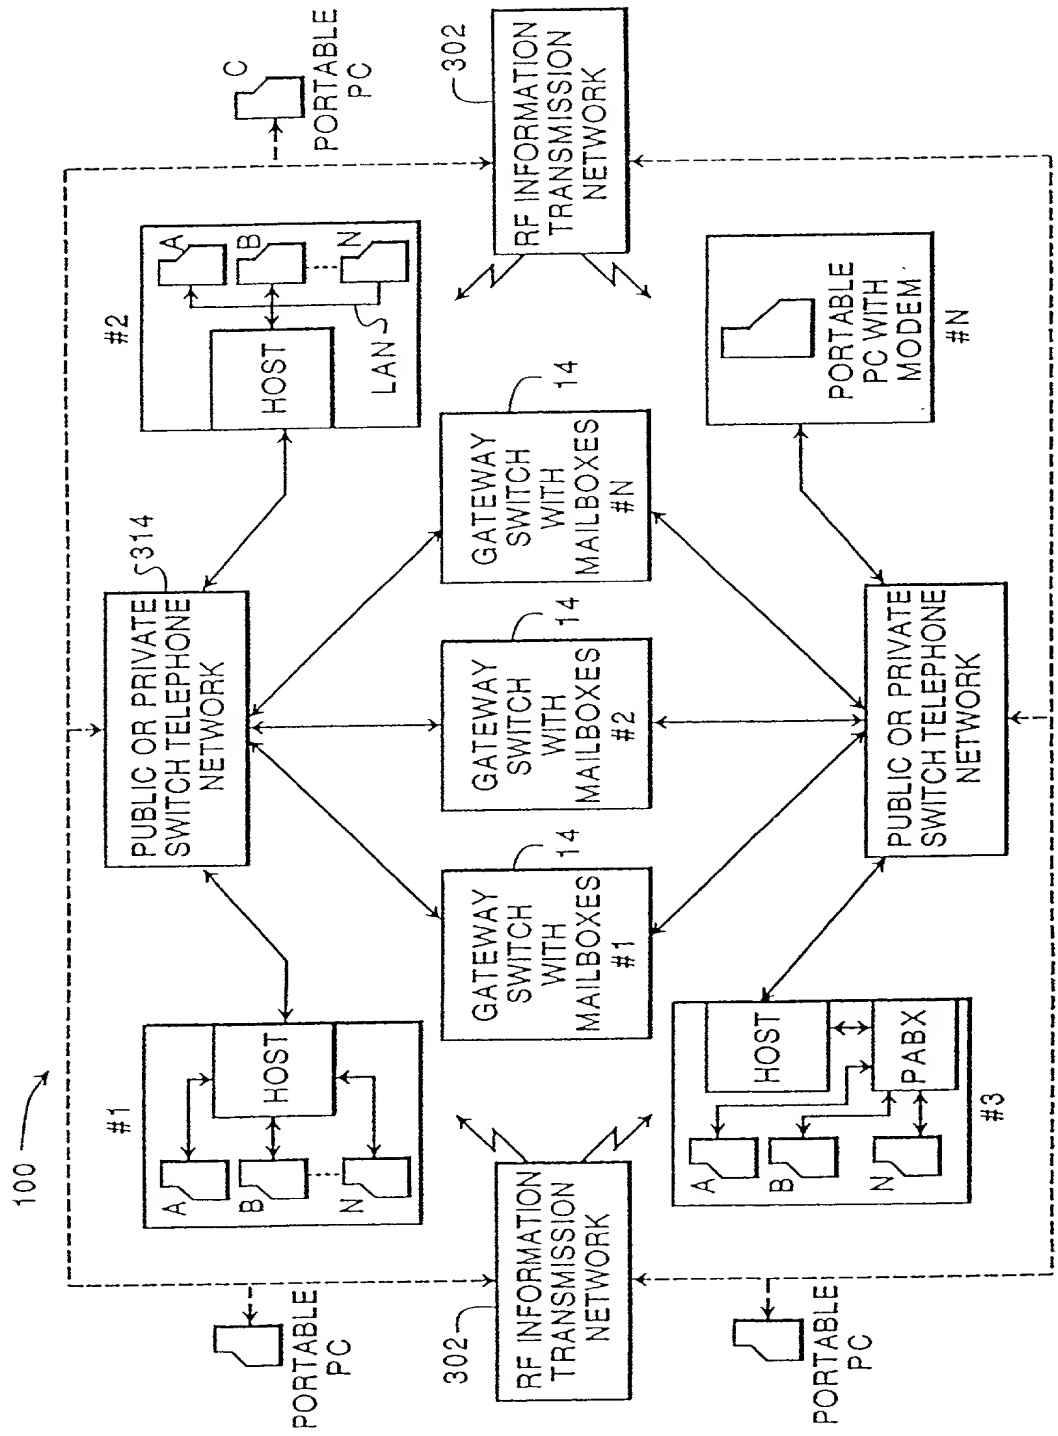 100
#1
A
B
N
HOST
PUBLIC OR PRIVATE
SWITCH TELEPHONE
NETWORK
314
#2
HOST
A
B
N
LAN
C
PORTABLE
PC
PORTABLE
PC
302
RF INFORMATION
TRANSMISSION
NETWORK
GATEWAY
SWITCH
WITH
MAILBOXES
#1
14
GATEWAY
SWITCH
WITH
MAILBOXES
#2
14
GATEWAY
SWITCH
WITH
MAILBOXES
#N
14
302
RF INFORMATION
TRANSMISSION
NETWORK
A
B
N
HOST
PABX
#3
PUBLIC OR PRIVATE
SWITCH TELEPHONE
NETWORK
PORTABLE
PC WITH
MODEM
#N
PORTABLE
PC